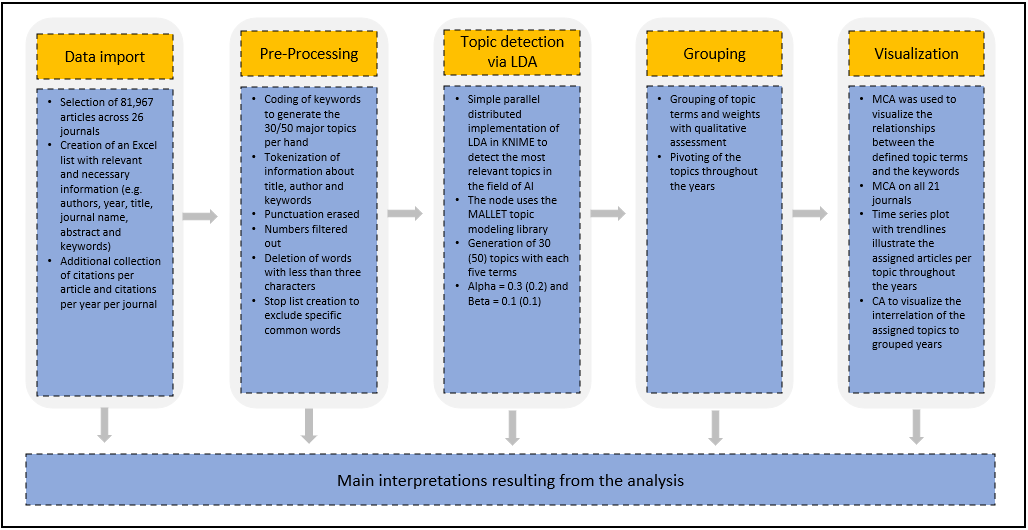 Data import
• Selection of 81,967
articles across 26
journals
• Creation of an Excel
list with relevant
and necessary
information (e.g.
authors, year, title,
journal name,
abstract and
keywords)
• Additional collection
of citations per
article and citations
per year per journal
Pre-Processing
• Coding of keywords
to generate the
30/50 major topics
per hand
• Tokenization of
information about
title, author and
keywords
• Punctuation erased
• Numbers filtered
out
• Deletion of words
with less than three
characters
• Stop list creation to
exclude specific
common words
Topic detection
via LDA
• Simple parallel
distributed
implementation of
LDA in KNIME to
detect the most
relevant topics in
the field of AI
• The node uses the
MALLET topic
modeling library
• Generation of 30
(50) topics with each
five terms
• Alpha = 0.3 (0.2) and
Beta = 0.1 (0.1)
Grouping
• Grouping of topic
terms and weights
with qualitative
assessment
• Pivoting of the
topics throughout
the years
Visualization
• MCA was used to
visualize the
relationships
between the
defined topic terms
and the keywords
• MCA on all 21
journals
• Time series plot
with trendlines
illustrate the
assigned articles per
topic throughout
the years
• CA to visualize the
interrelation of the
assigned topics to
grouped years
Main interpretations resulting from the analysis